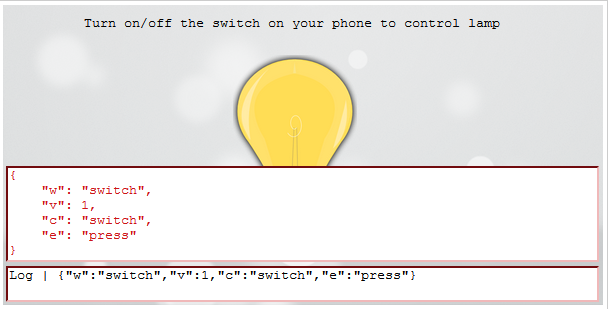 Turn on/off the switch on your phone to control lamp
{
    "w": "switch",
    "v": 1,
    "c": "switch",
    "e": "press"
}
Log | {"w":"switch","v":1,"c":"switch","e":"press"}